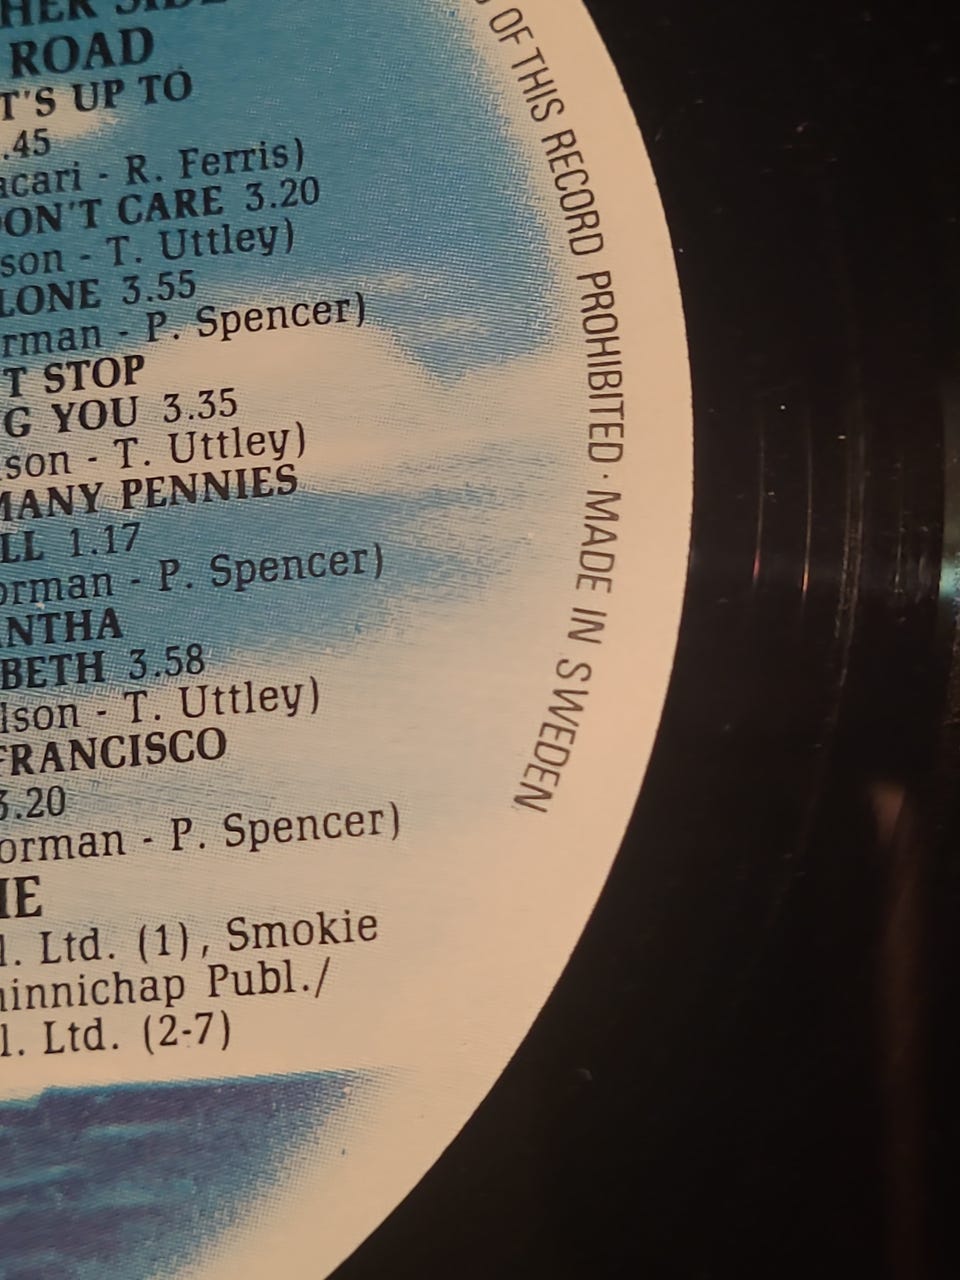 HER SIDE
ROAD
T'S UP TO
.45
acari - R. Ferris)
ON'T CARE 3.20
son - T. Uttley)
LONE 3.55
rman - P. Spencer)
T STOP
G YOU 3.35
son - T. Uttley)
MANY PENNIES
LL 1.17
orman - P. Spencer)
NTHA
BETH 3.58
lson - T. Uttley)
FRANCISCO
3.20
orman - P. Spencer)
IE
l. Ltd. (1), Smokie
hinnichap Publ./
l. Ltd. (2-7)
OF THIS RECORD PROHIBITED · MADE IN SWEDEN